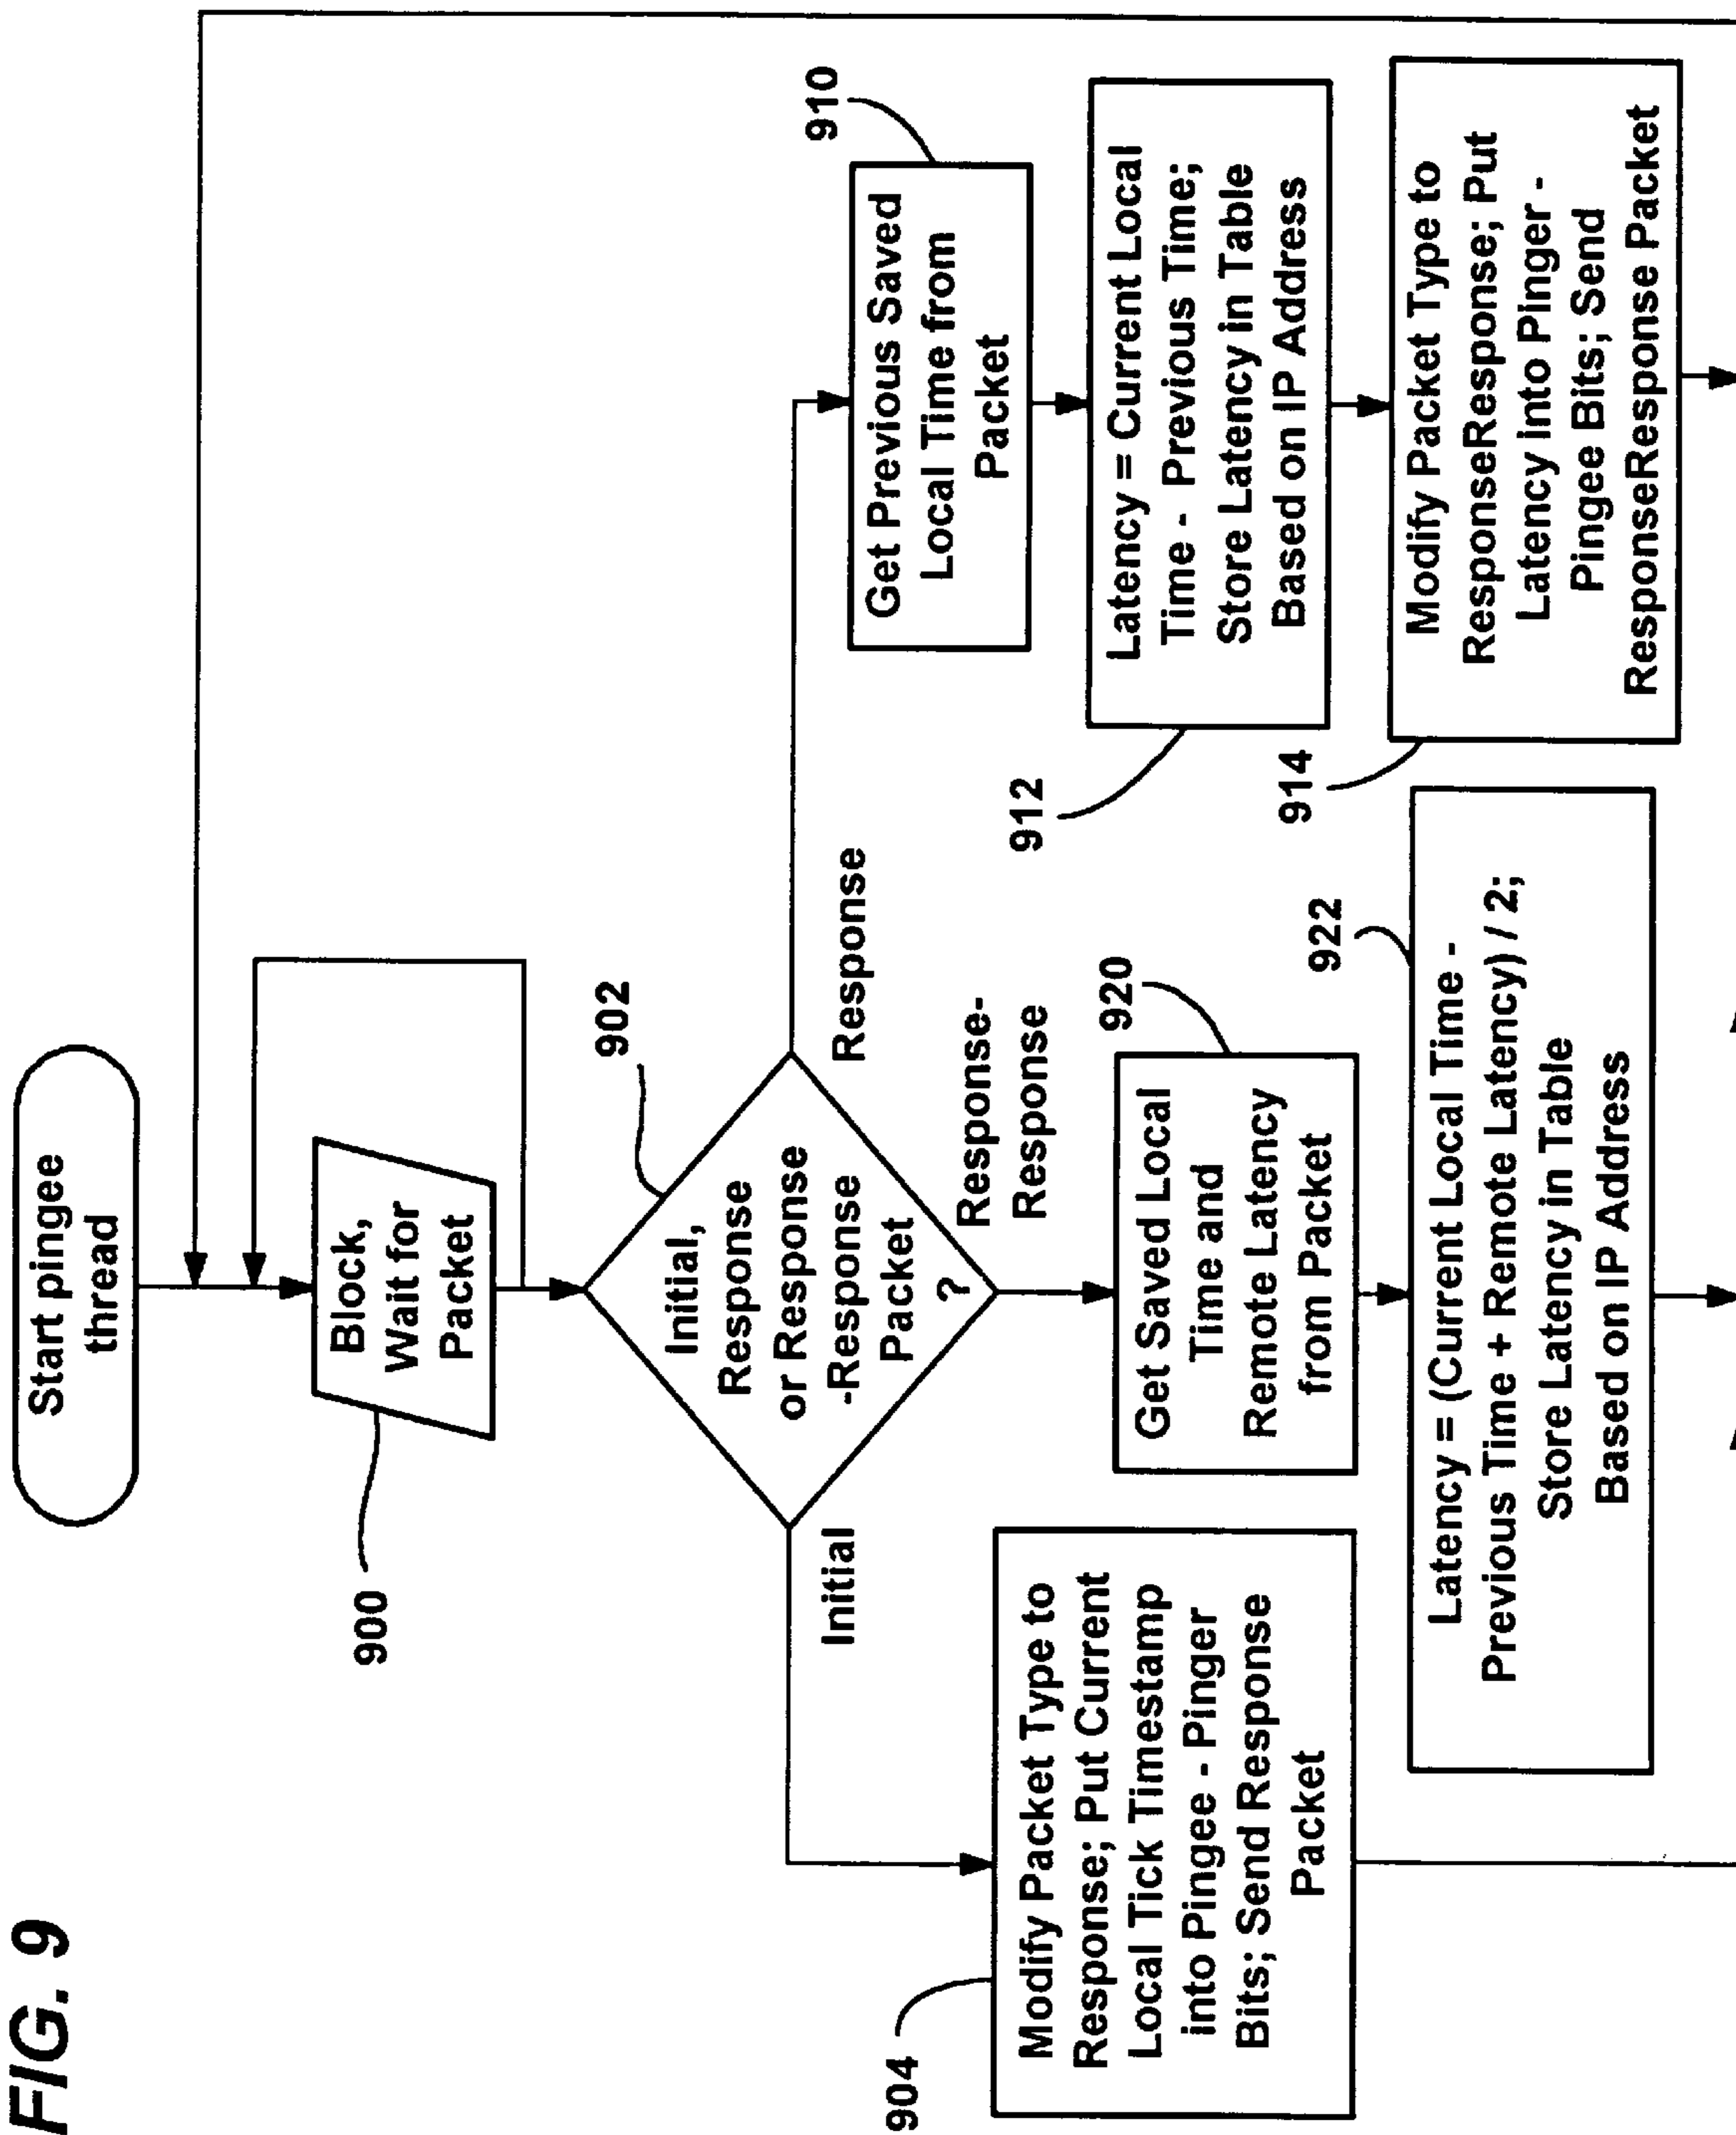 FIG. 9
Start pingee
thread
900
Block,
Wait for
Packet
902
Initial,
Response
or Response
-Response
Packet
?
Initial
Response
Response-
Response
904
Modify Packet Type to
Response; Put Current
Local Tick Timestamp
into Pingee - Pinger
Bits; Send Response
Packet
920
Get Saved Local
Time and
Remote Latency
from Packet
922
Latency = (Current Local Time -
Previous Time + Remote Latency) / 2;
Store Latency in Table
Based on IP Address
910
Get Previous Saved
Local Time from
Packet
912
Latency = Current Local
Time - Previous Time;
Store Latency in Table
Based on IP Address
914
Modify Packet Type to
ResponseResponse; Put
Latency into Pinger -
Pingee Bits; Send
ResponseResponse Packet